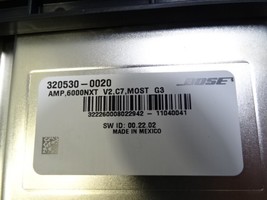 320530-0020
BOSE
AMP,6000NXT V2,C7,MOST G3
322260008022942 - 11040041
SW ID: 00.22.02
MADE IN MEXICO